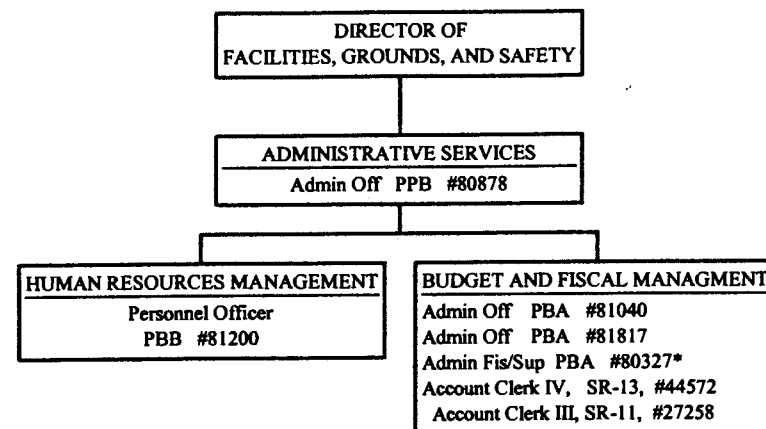 DIRECTOR OF
FACILITIES, GROUNDS, AND SAFETY
ADMINISTRATIVE SERVICES
Admin Off PPB #80878
HUMAN RESOURCES MANAGEMENT
Personnel Officer
PBB #81200
BUDGET AND FISCAL MANAGMENT
Admin Off PBA #81040
Admin Off PBA #81817
Admin Fis/Sup PBA #80327*
Account Clerk IV, SR-13, #44572
Account Clerk III, SR-11, #27258